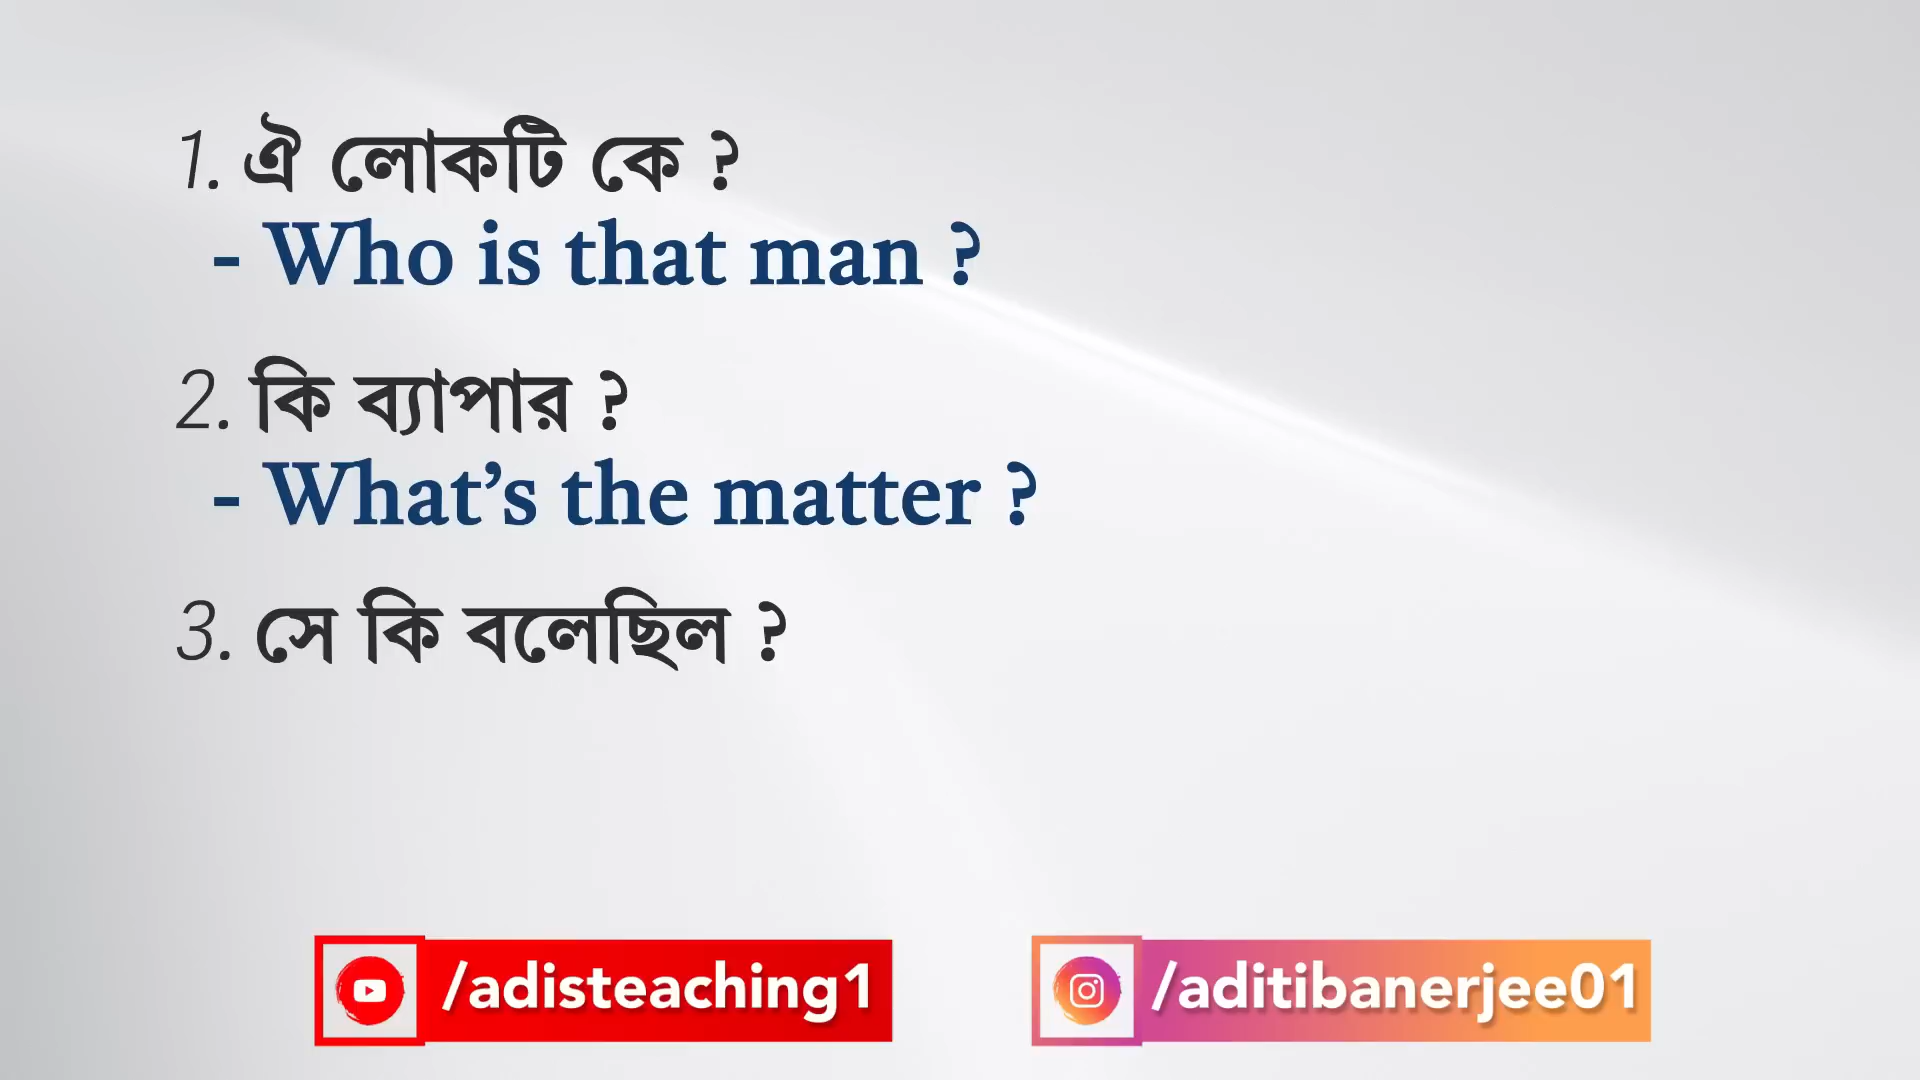 1. ঐ লোকটি কে ?
- Who is that man ?
2. কি ব্যাপার ?
- What’s the matter ?
3. সে কি বলেছিল ?
/adisteaching1
/aditibanerjee01